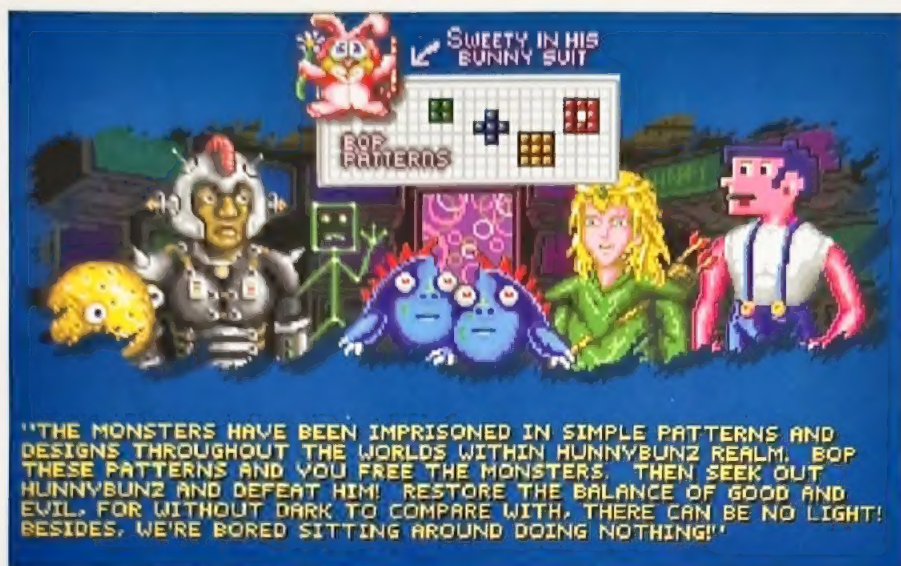 SWEETY IN HIS
BUNNY SUIT
BOP
PATTERNS
"THE MONSTERS HAVE BEEN IMPRISONED IN SIMPLE PATTERNS AND
DESIGNS THROUGHOUT THE WORLDS WITHIN HUNNYBUNZ REALM. BOP
THESE PATTERNS AND YOU FREE THE MONSTERS. THEN SEEK OUT
HUNNYBUNZ AND DEFEAT HIM! RESTORE THE BALANCE OF GOOD AND
EVIL, FOR WITHOUT DARK TO COMPARE WITH, THERE CAN BE NO LIGHT!
BESIDES, WE'RE BORED SITTING AROUND DOING NOTHING!"